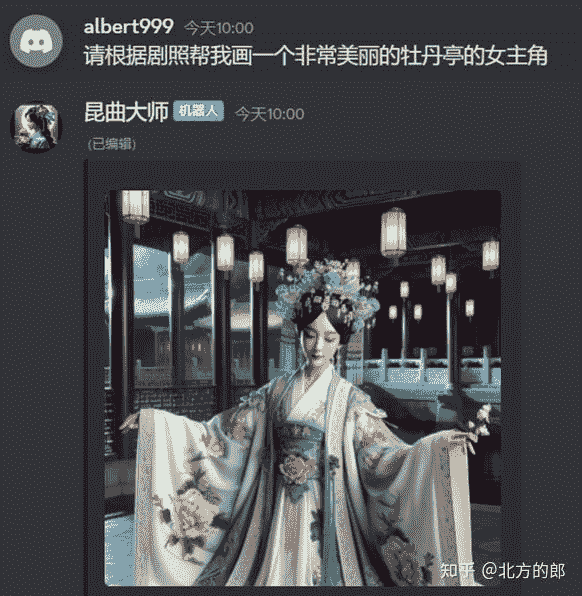 albert999 今天10:00
请根据剧照帮我画一个非常美丽的牡丹亭的女主角
昆曲大师 机器人 今天10:00
(已编辑)
知乎 @北方的郎